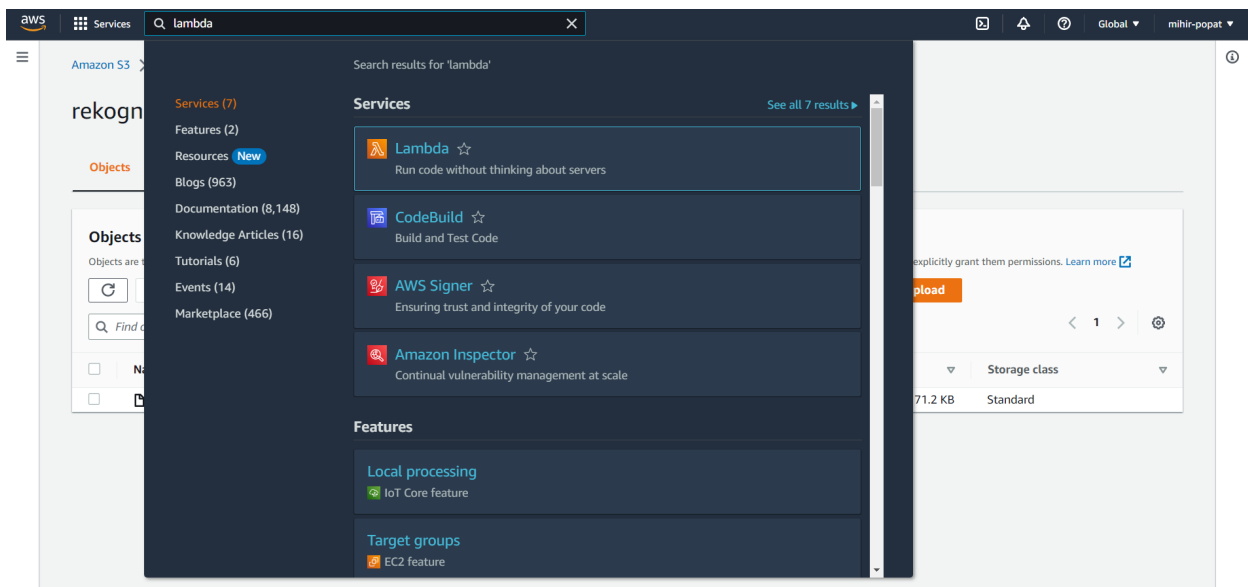 aws
Services
lambda
Global ▼
mihir-popat ▼
Amazon S3
rekogn
Objects
Objects
Objects are t
Find
Search results for 'lambda'
Services (7)
Features (2)
Resources New
Blogs (963)
Documentation (8,148)
Knowledge Articles (16)
Tutorials (6)
Events (14)
Marketplace (466)
Services
See all 7 results ▶
Lambda
Run code without thinking about servers
CodeBuild
Build and Test Code
AWS Signer
Ensuring trust and integrity of your code
Amazon Inspector
Continual vulnerability management at scale
Features
Local processing
IoT Core feature
Target groups
EC2 feature
explicitly grant them permissions. Learn more
pload
1
Storage class
71.2 KB
Standard